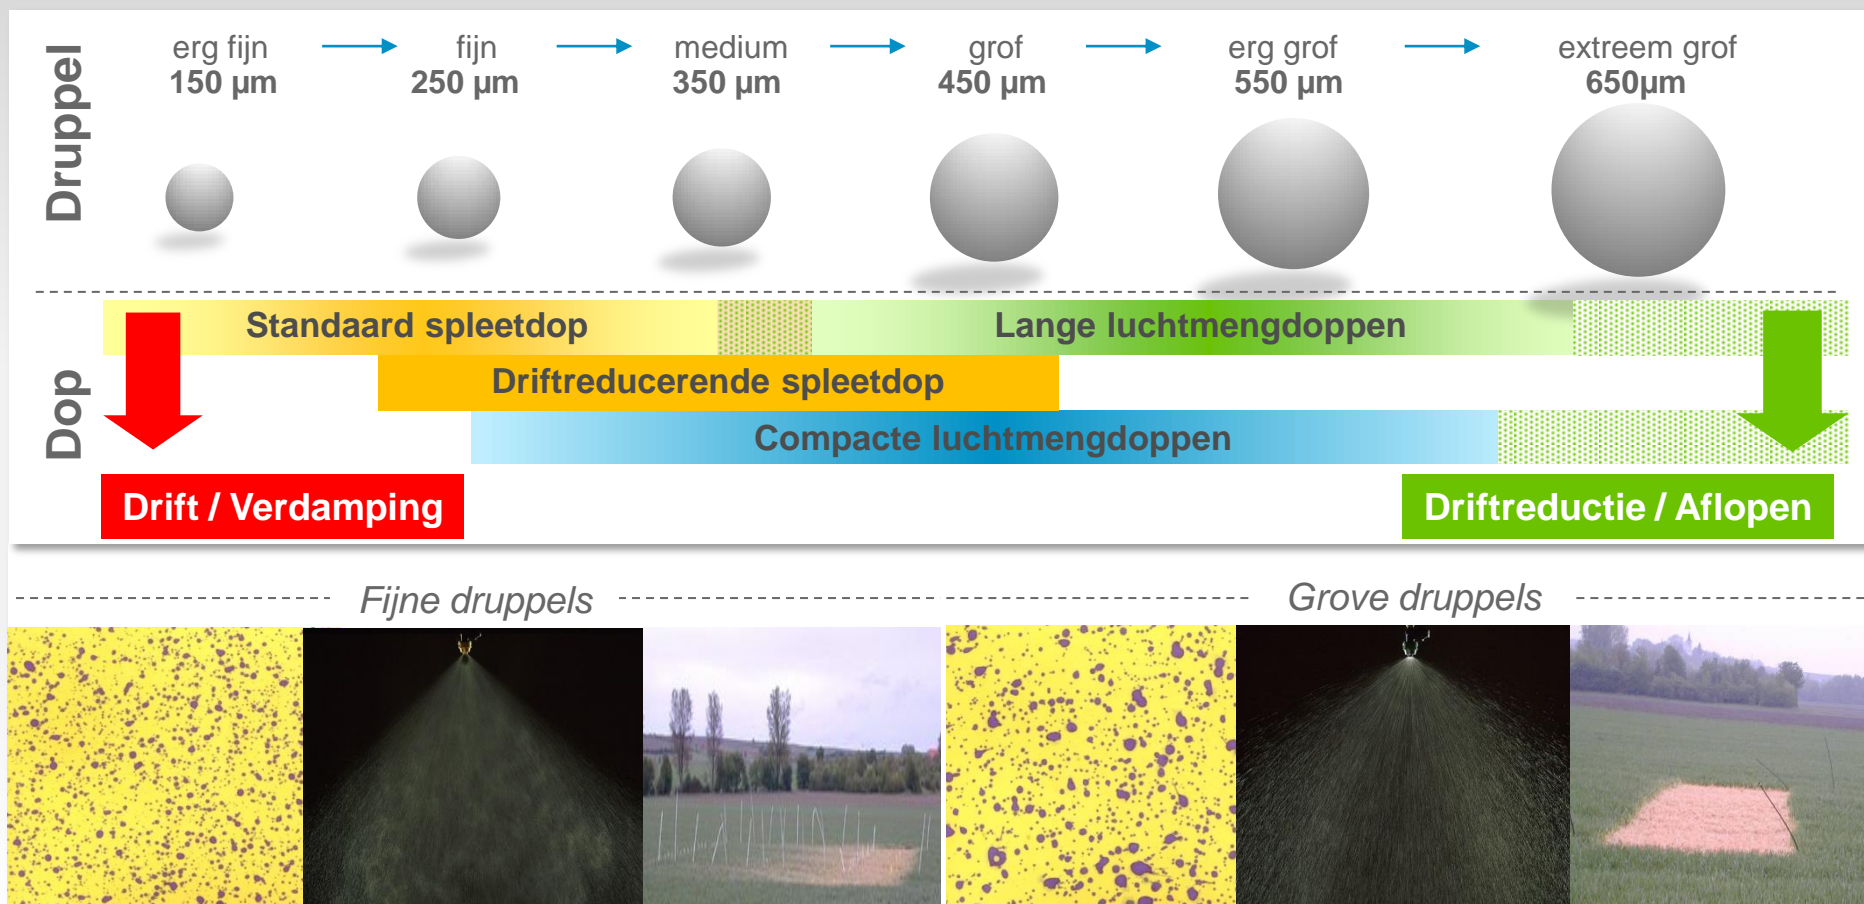 Druppel
erg fijn
150 µm
fijn
250 µm
medium
350 µm
grof
450 µm
erg grof
550 µm
extreem grof
650µm
Dop
Standaard spleetdop
Lange luchtmengdoppen
Driftreducerende spleetdop
Compacte luchtmengdoppen
Drift / Verdamping
Driftreductie / Aflopen
Fijne druppels
Grove druppels